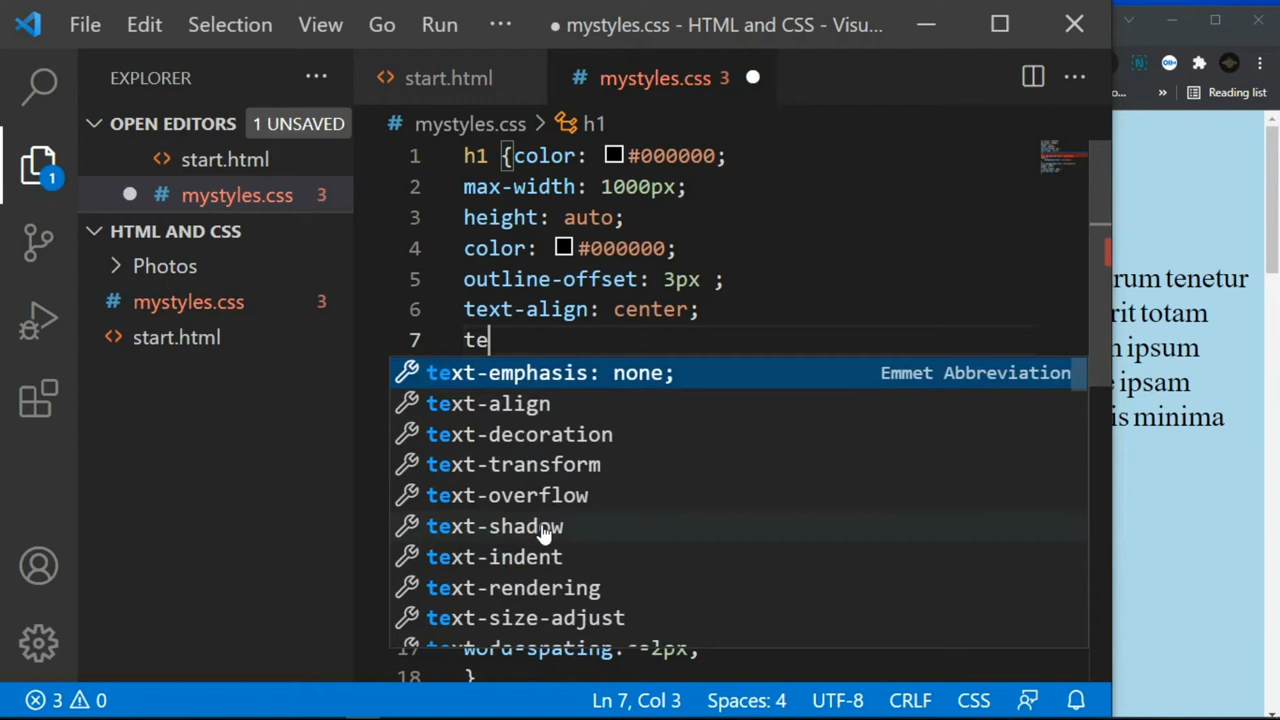 File Edit Selection View Go Run ··· ● mystyles.css - HTML and CSS - Visu...
EXPLORER ···
start.html
# mystyles.css 3 ●
Reading list
OPEN EDITORS 1 UNSAVED
start.html
# mystyles.css 3
HTML AND CSS
Photos
# mystyles.css 3
start.html
1
# mystyles.css > h1
1 h1 {color: #000000;
2 max-width: 1000px;
3 height: auto;
4 color: #000000;
5 outline-offset: 3px ;
6 text-align: center;
7 te
text-emphasis: none; Emmet Abbreviation
text-align
text-decoration
text-transform
text-overflow
text-shadow
text-indent
text-rendering
text-size-adjust
18 }
rum tenetur
rit totam
ipsum
e ipsam
is minima
3 0 Ln 7, Col 3 Spaces: 4 UTF-8 CRLF CSS